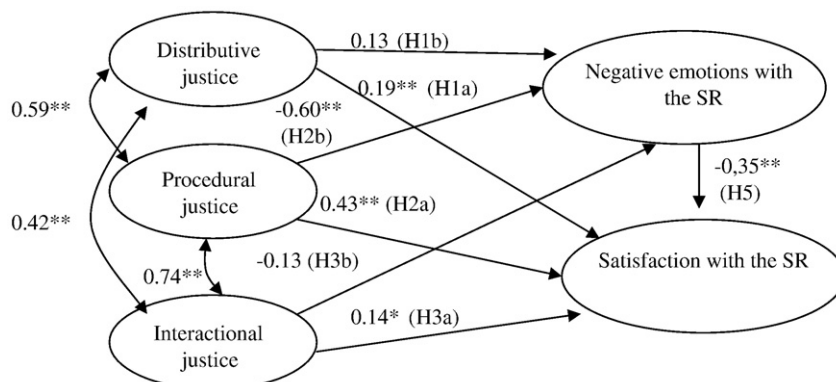 Distributive
justice
0.13 (H1b)
Negative emotions with
the SR
0.19** (H1a)
0.59**
-0.60**
(H2b)
Procedural
justice
-0,35**
(H5)
0.43** (H2a)
0.42**
-0.13 (H3b)
Satisfaction with the SR
0.74**
Interactional
justice
0.14* (H3a)